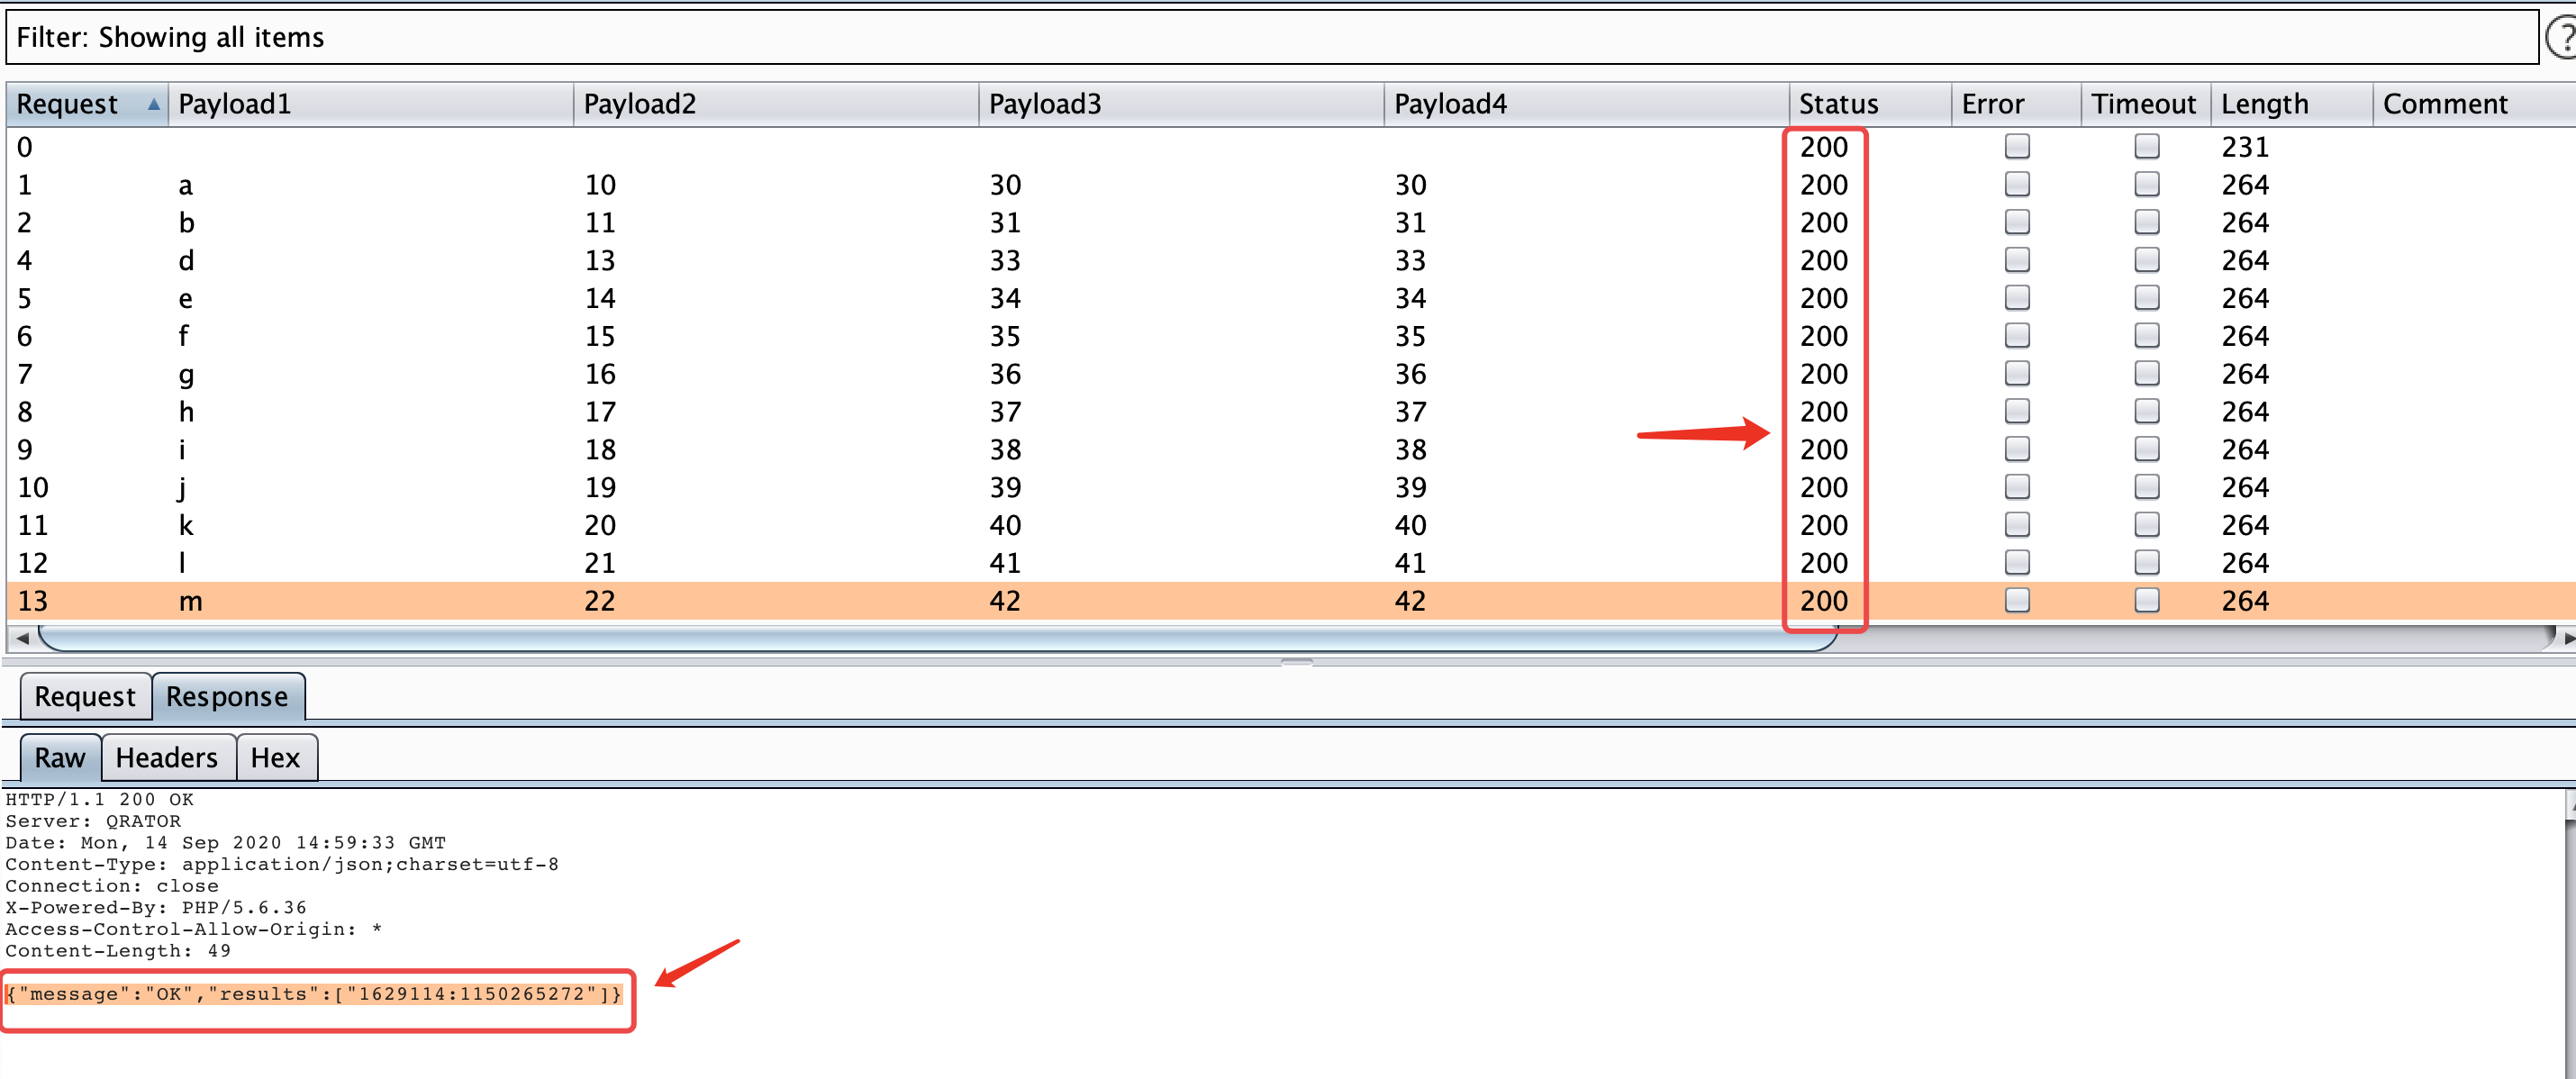 Filter: Showing all items ?
Request Payload1 Payload2 Payload3 Payload4 Status Error Timeout Length Comment
0 200 231
1 a 10 30 30 200 264
2 b 11 31 31 200 264
4 d 13 33 33 200 264
5 e 14 34 34 200 264
6 f 15 35 35 200 264
7 g 16 36 36 200 264
8 h 17 37 37 200 264
9 i 18 38 38 200 264
10 j 19 39 39 200 264
11 k 20 40 40 200 264
12 l 21 41 41 200 264
13 m 22 42 42 200 264
Request Response
Raw Headers Hex
HTTP/1.1 200 OK
Server: QRATOR
Date: Mon, 14 Sep 2020 14:59:33 GMT
Content-Type: application/json;charset=utf-8
Connection: close
X-Powered-By: PHP/5.6.36
Access-Control-Allow-Origin: *
Content-Length: 49
{"message":"OK","results":["1629114:1150265272"]}